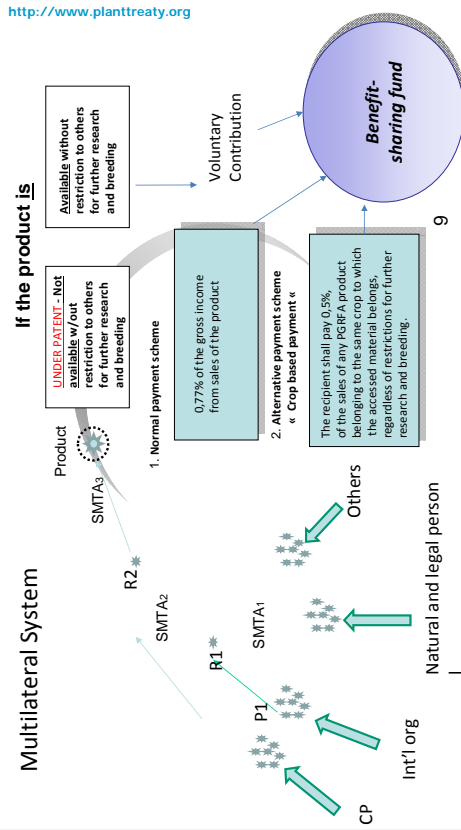 http://www.planttreaty.org
Multilateral System
If the product is
UNDER PATENT - Not
available w/out
restriction to others
for further research
and breeding
Available without
restriction to others
for further research
and breeding
Product
SMTA3
R2
SMTA2
R1
SMTA1
P1
1. Normal payment scheme
0,77% of the gross income
from sales of the product
2. Alternative payment scheme
« Crop based payment «
The recipient shall pay 0,5%,
of the sales of any PGRFA product
belonging to the same crop to which
the accessed material belongs,
regardless of restrictions for further
research and breeding.
Voluntary
Contribution
Benefit-
sharing fund
CP
Int'l org
Natural and legal person
Others
9